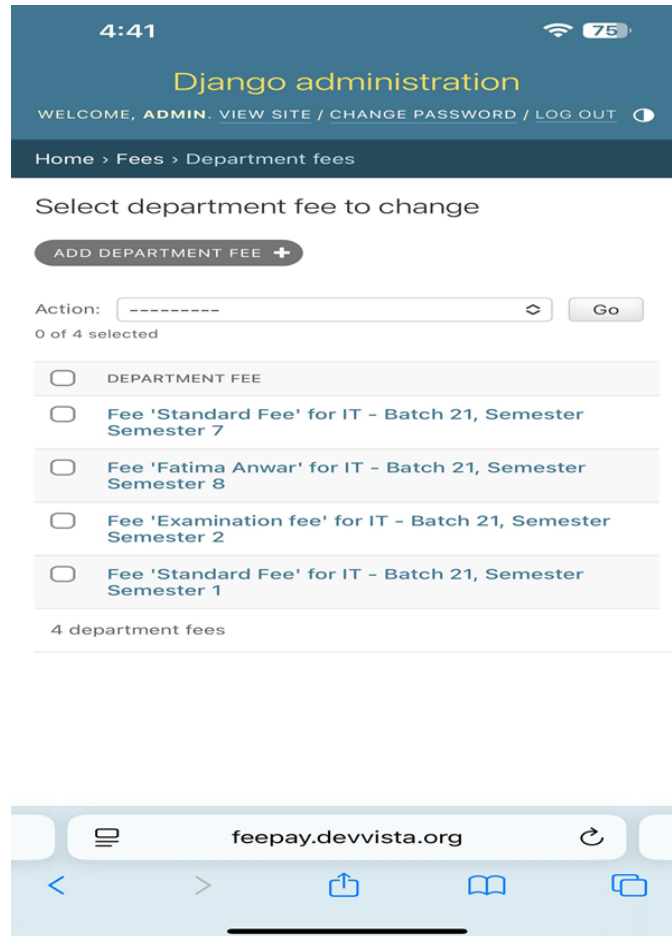 4:41
75
Django administration
WELCOME, ADMIN. VIEW SITE / CHANGE PASSWORD / LOG OUT
Home › Fees › Department fees
Select department fee to change
ADD DEPARTMENT FEE +
Action: --------- Go
0 of 4 selected
DEPARTMENT FEE
Fee 'Standard Fee' for IT - Batch 21, Semester
Semester 7
Fee 'Fatima Anwar' for IT - Batch 21, Semester
Semester 8
Fee 'Examination fee' for IT - Batch 21, Semester
Semester 2
Fee 'Standard Fee' for IT - Batch 21, Semester
Semester 1
4 department fees
feepay.devvista.org